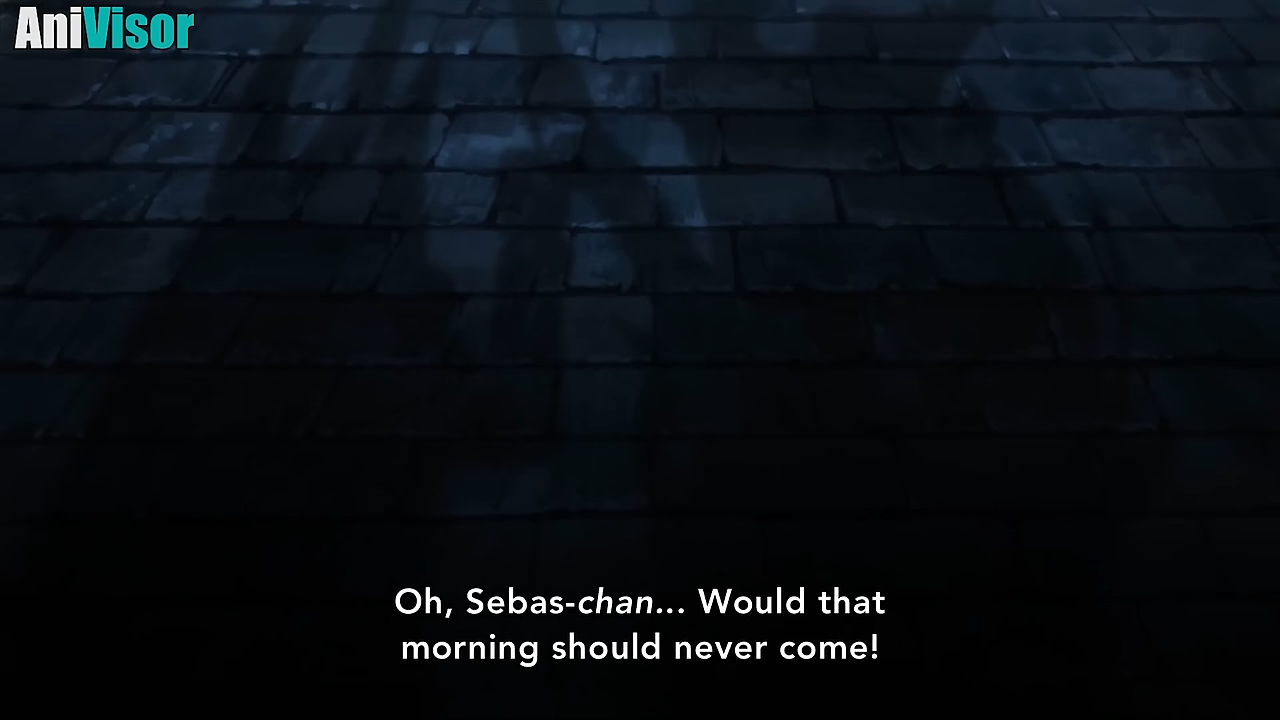 AniVisor
Oh, Sebas-chan... Would that
morning should never come!